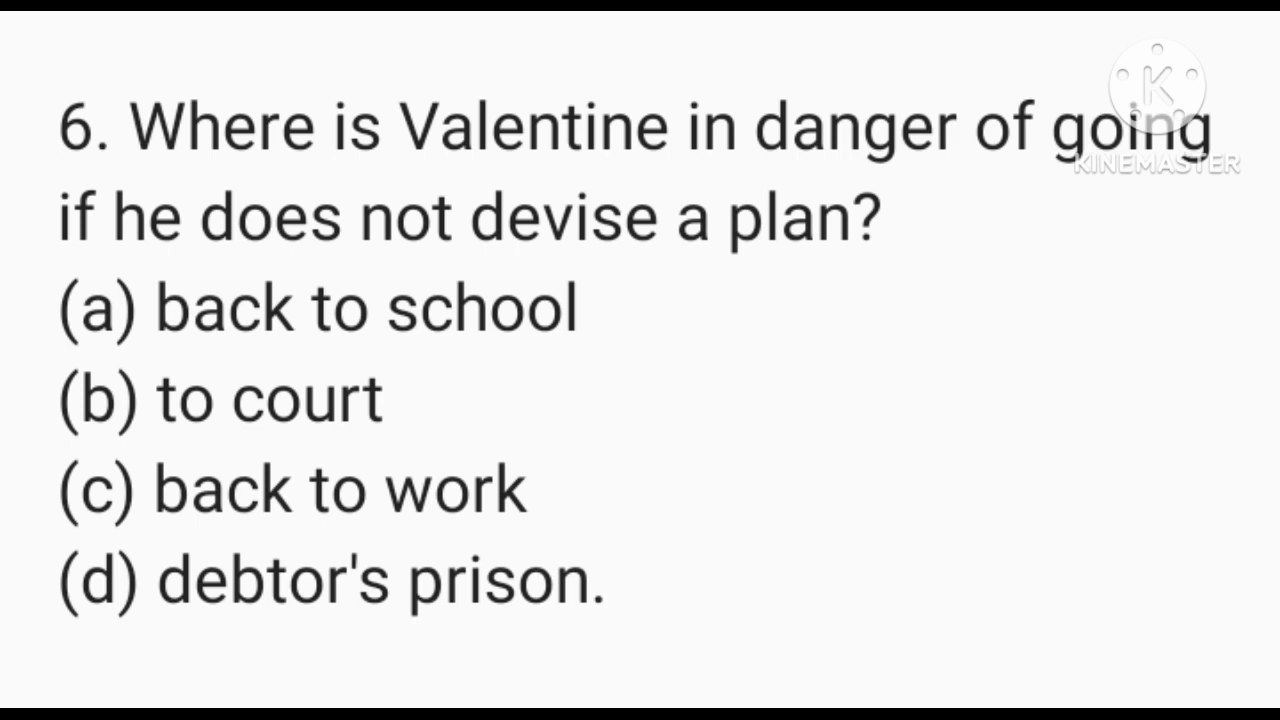 6. Where is Valentine in danger of going
KINEMASTER
if he does not devise a plan?
(a) back to school
(b) to court
(c) back to work
(d) debtor's prison.